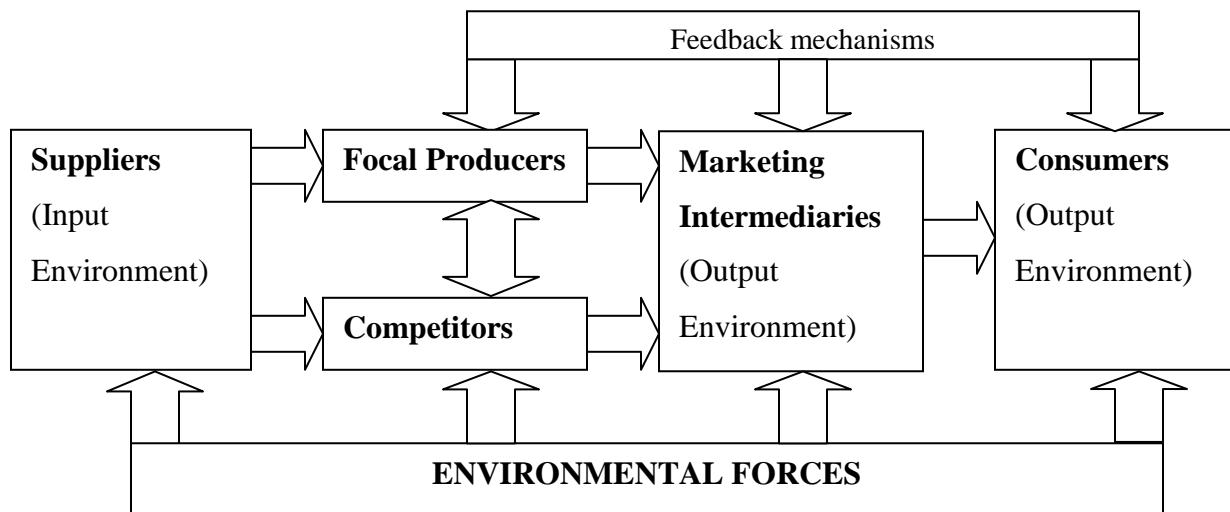 Feedback mechanisms
Suppliers
(Input
Environment)
Focal Producers
Competitors
Marketing
Intermediaries
(Output
Environment)
Consumers
(Output
Environment)
ENVIRONMENTAL FORCES